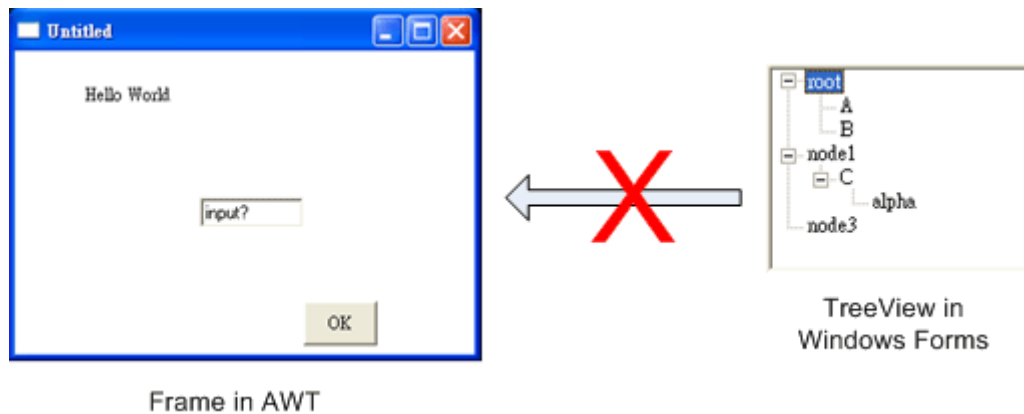 Untitled
Hello World
input?
OK
Frame in AWT
root
A
B
node1
C
alpha
node3
TreeView in
Windows Forms